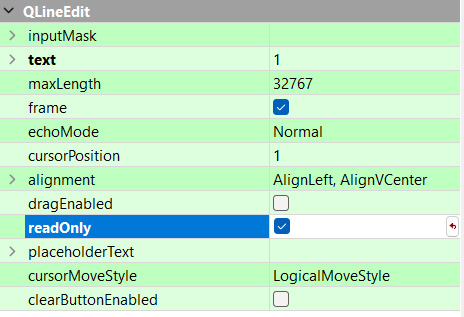 QLineEdit
inputMask
text 1
maxLength 32767
frame
echoMode Normal
cursorPosition 1
alignment AlignLeft, AlignVCenter
dragEnabled
readOnly
placeholderText
cursorMoveStyle LogicalMoveStyle
clearButtonEnabled